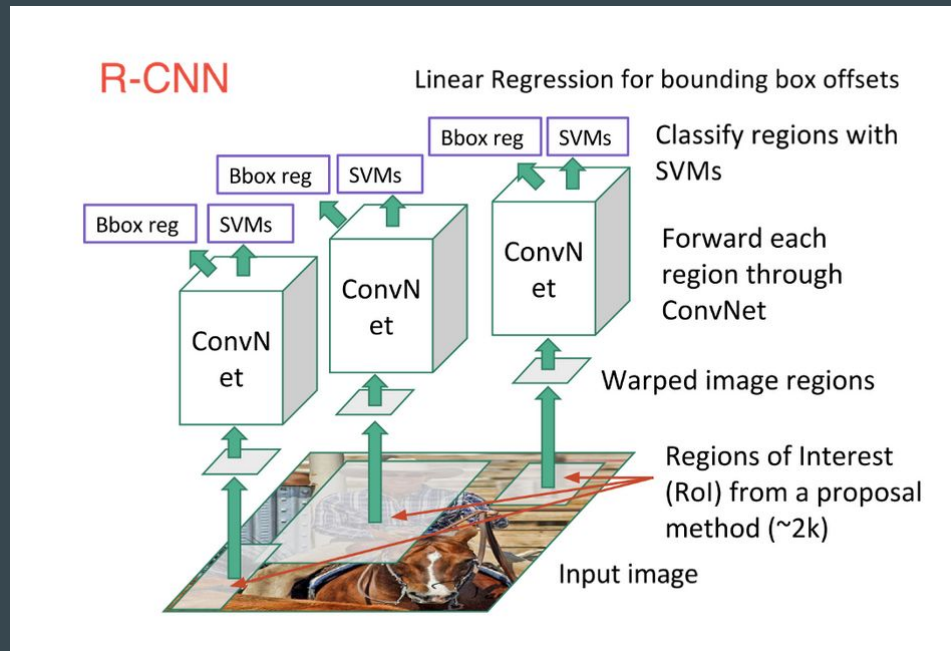 R-CNN
Linear Regression for bounding box offsets
Bbox reg
SVMs
Classify regions with
SVMs
Bbox reg
SVMs
Bbox reg
SVMs
Forward each
region through
ConvNet
ConvN
et
ConvN
et
ConvN
et
Warped image regions
Regions of Interest
(RoI) from a proposal
method (~2k)
Input image